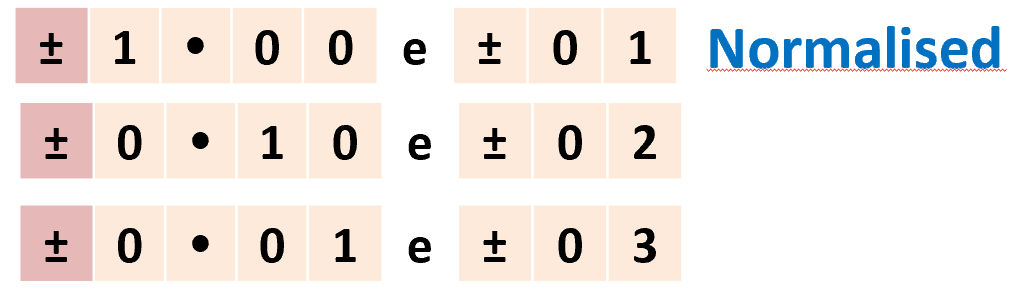 ± 1 • 0 0 e ± 0 1 Normalised
± 0 • 1 0 e ± 0 2
± 0 • 0 1 e ± 0 3